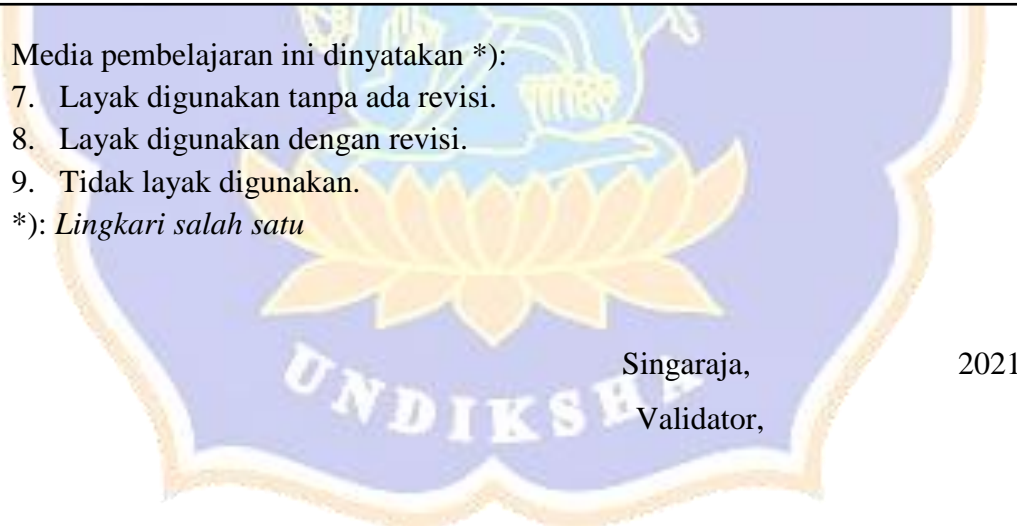 Media pembelajaran ini dinyatakan *):
7. Layak digunakan tanpa ada revisi.
8. Layak digunakan dengan revisi.
9. Tidak layak digunakan.
*): Lingkari salah satu
Singaraja, 2021
Validator,
UNDIKSHA